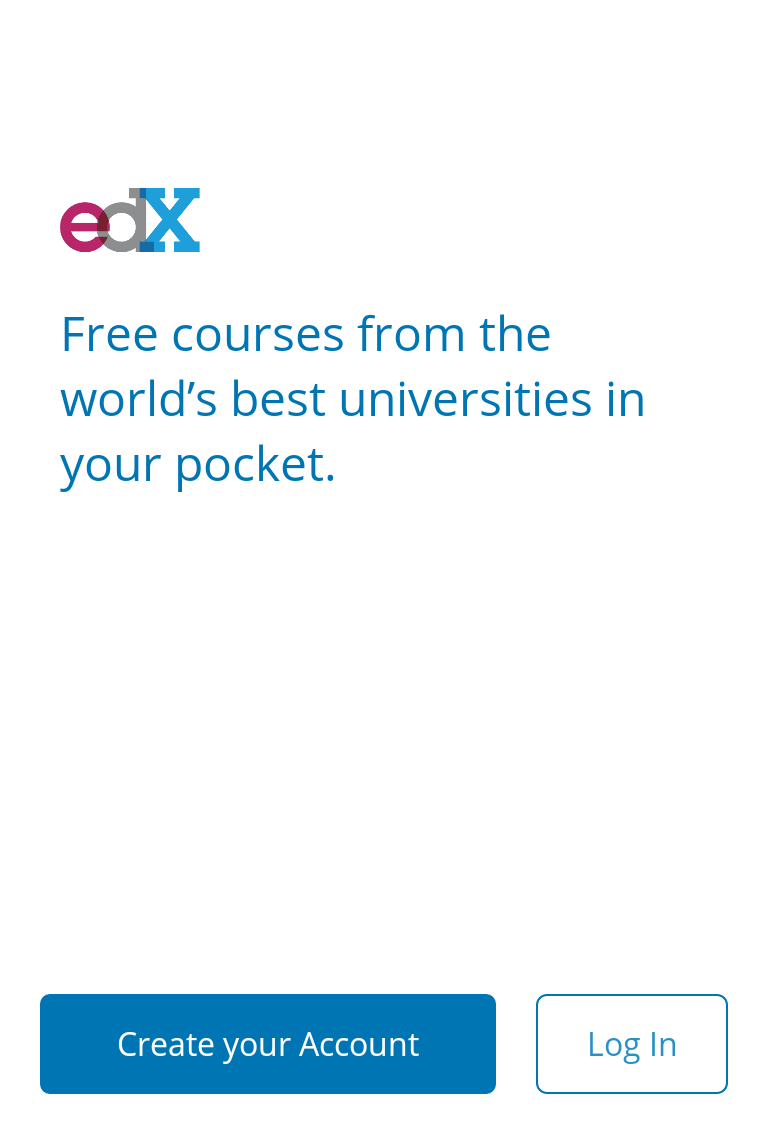 edX
Free courses from the
world’s best universities in
your pocket.
Create your Account
Log In